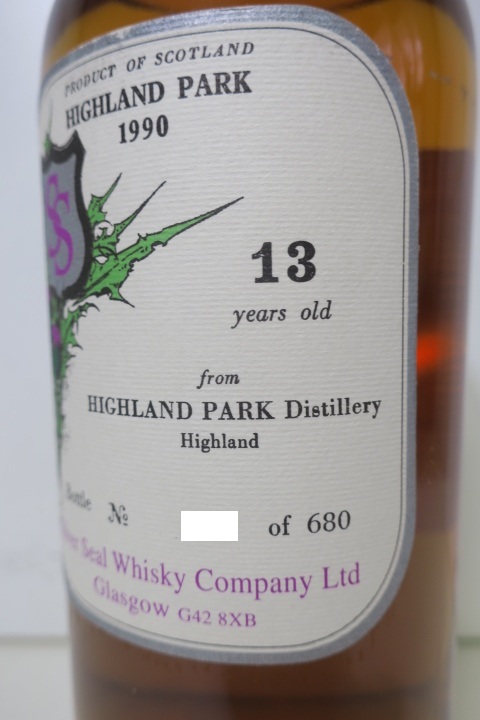 PRODUCT OF SCOTLAND
HIGHLAND PARK
1990
SS
13
years old
from
HIGHLAND PARK Distillery
Highland
Bottle № of 680
Seal Whisky Company Ltd
Glasgow G42 8XB